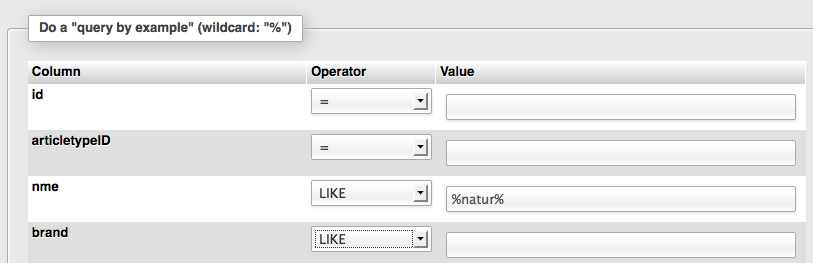 Do a "query by example" (wildcard: "%")
Column Operator Value
id =
articletypeID =
nme LIKE %natur%
brand LIKE